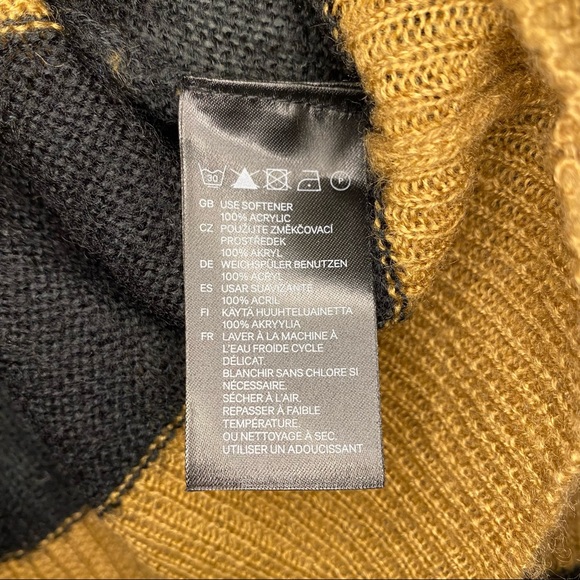 30 P
GB USE SOFTENER
100% ACRYLIC
CZ POUŽIJTE ZMĚKČOVACÍ
PROSTŘEDEK
100% AKRYL
DE WEICHSPÜLER BENUTZEN
100% ACRYL
ES USAR SUAVIZANTE
100% ACRIL
FI KÄYTÄ HUUHTELUAINETTA
100% AKRYYLIA
FR LAVER À LA MACHINE À
L'EAU FROIDE CYCLE
DÉLICAT.
BLANCHIR SANS CHLORE SI
NÉCESSAIRE.
SÉCHER À L'AIR.
REPASSER À FAIBLE
TEMPÉRATURE.
OU NETTOYAGE À SEC.
UTILISER UN ADOUCISSANT